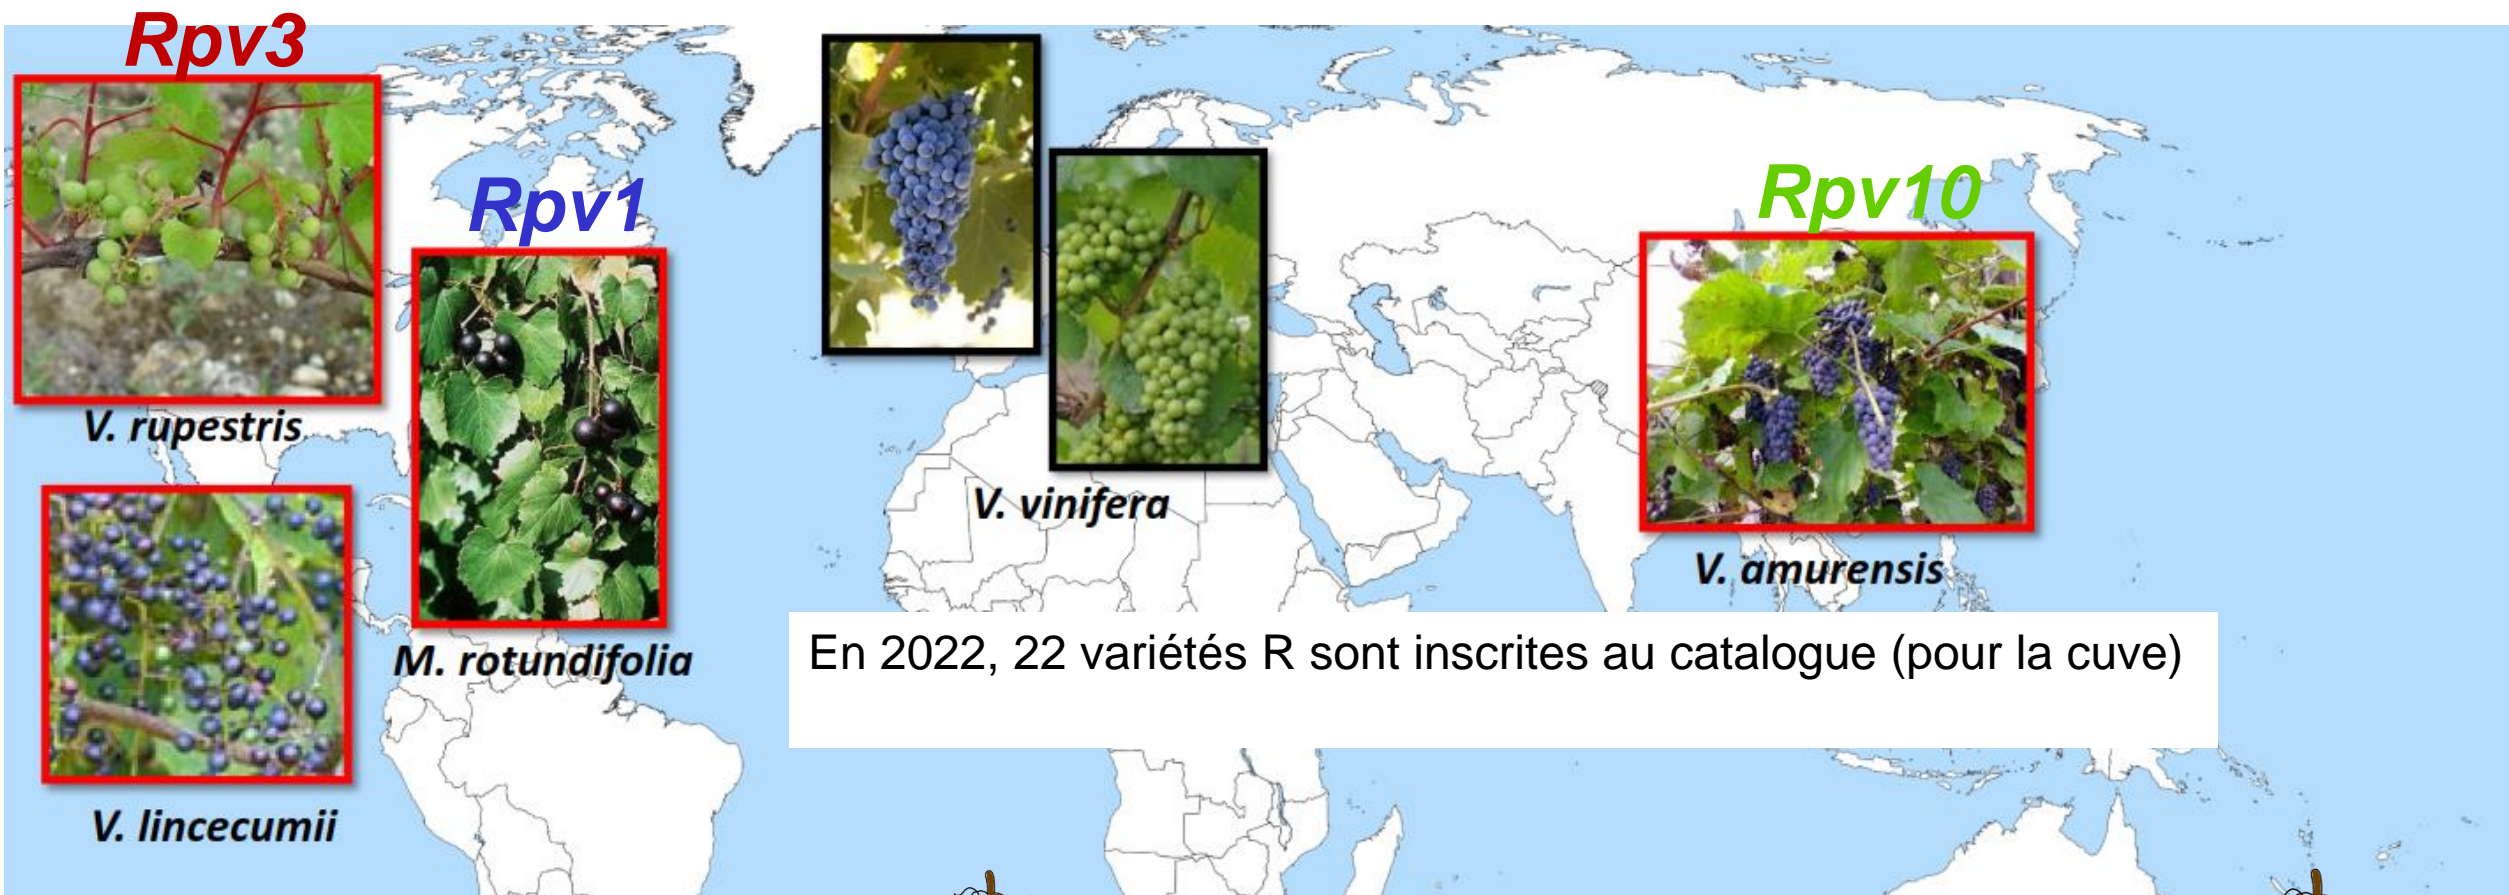 Rpv3
V. rupestris
V. lincecumii
Rpv1
M. rotundifolia
V. vinifera
Rpv10
V. amurensis
En 2022, 22 variétés R sont inscrites au catalogue (pour la cuve)